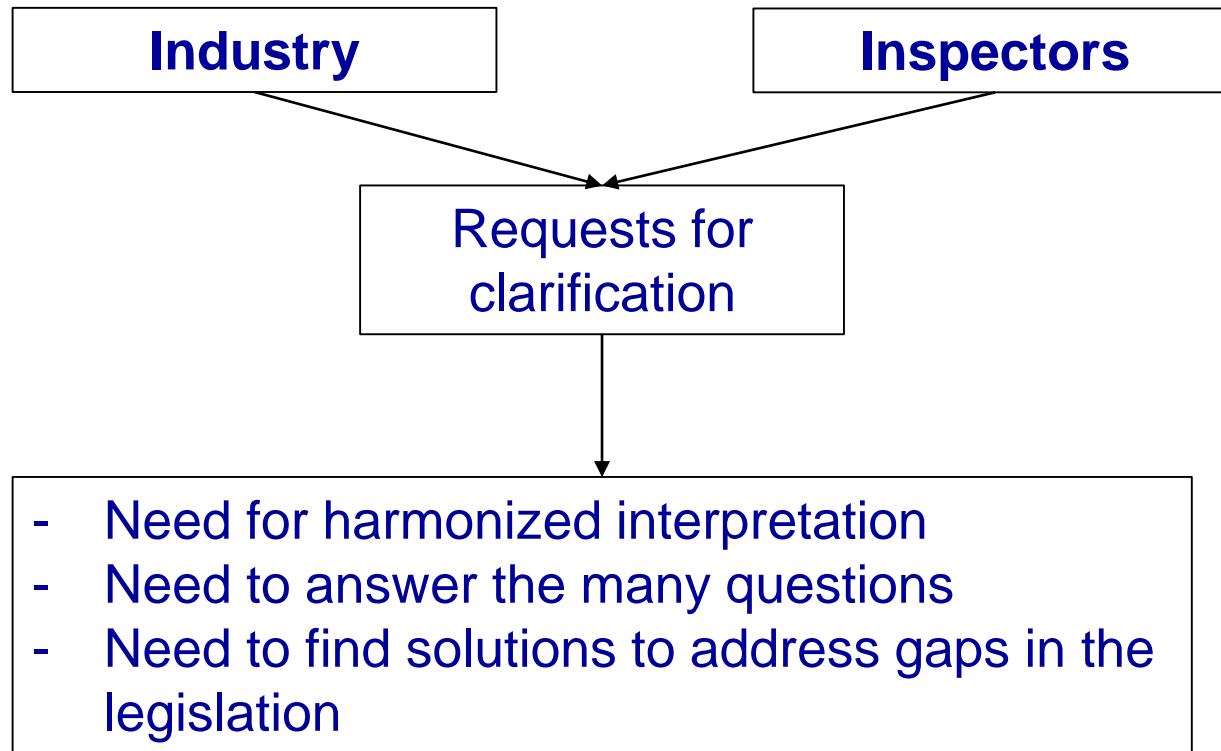 Industry
Inspectors
Requests for
clarification
- Need for harmonized interpretation
- Need to answer the many questions
- Need to find solutions to address gaps in the
legislation